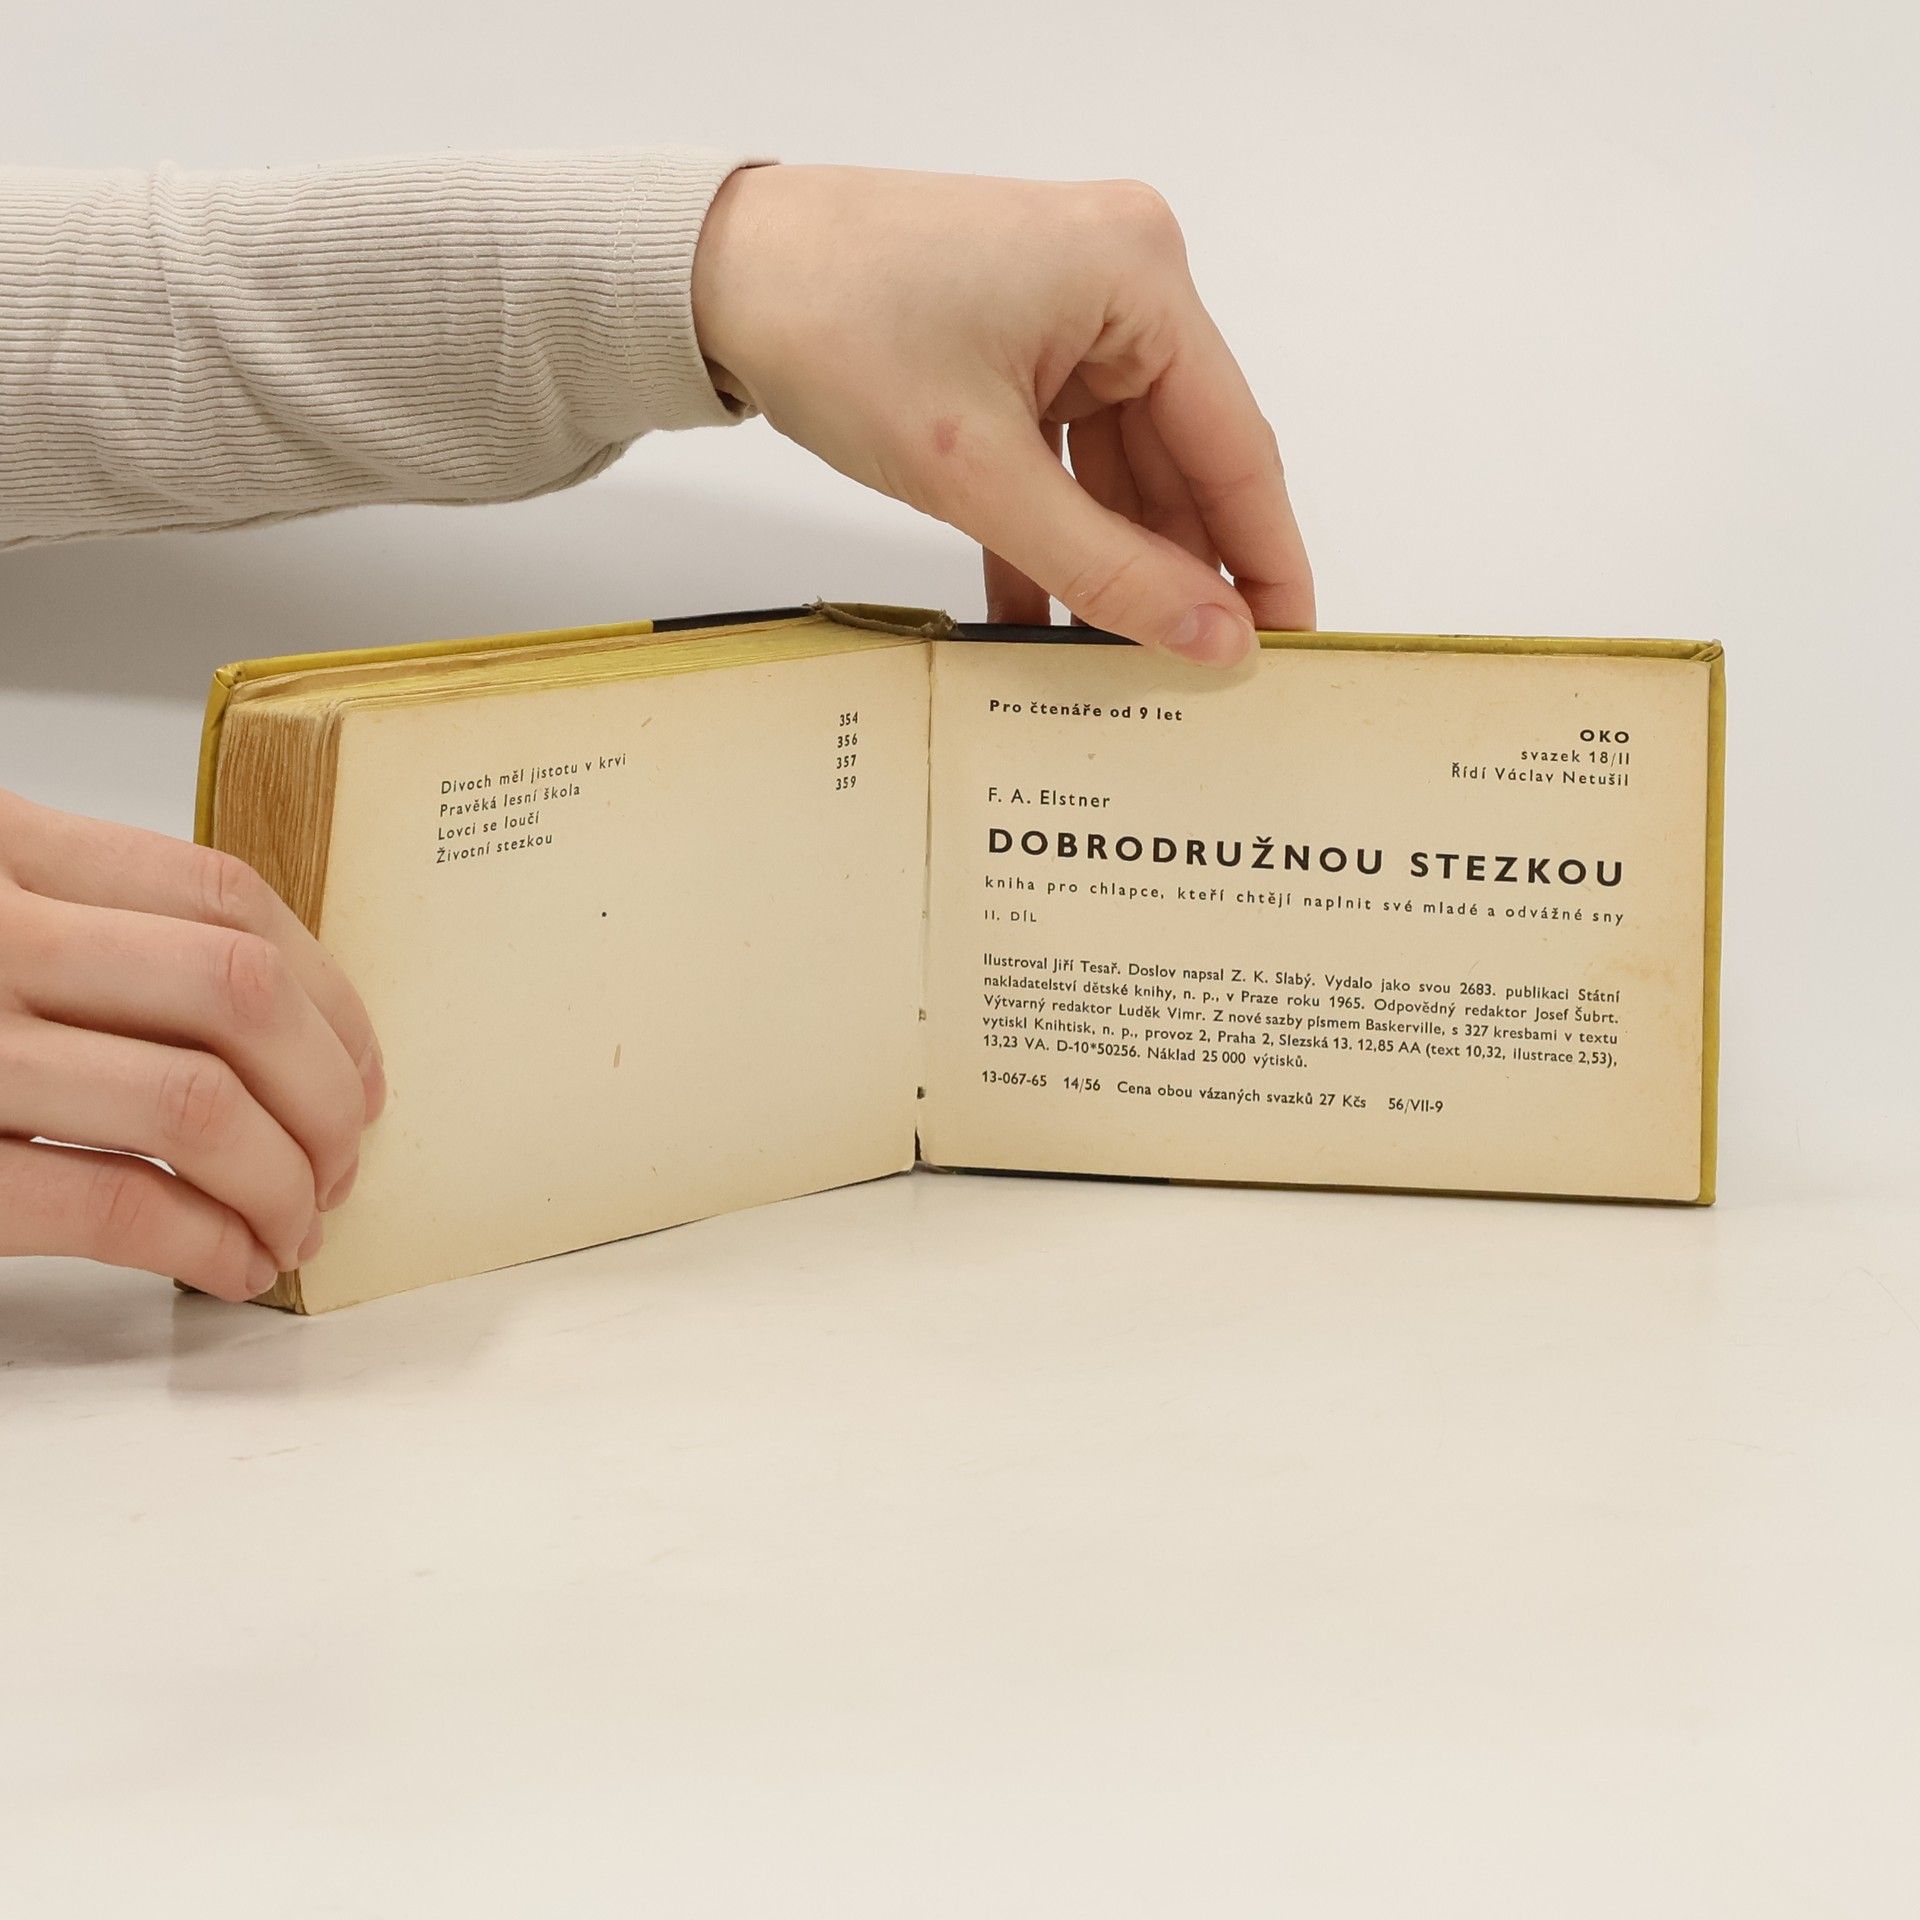 Divoch měl jistotu v krvi 354
Pravěká lesní škola 356
Lovci se loučí 357
Životní stezkou 359
Pro čtenáře od 9 let
OKO
svazek 18/II
Řídí Václav Netušil
F. A. Elstner
DOBRODRUŽNOU STEZKOU
kniha pro chlapce, kteří chtějí naplnit své mladé a odvážné sny
II. DÍL
Ilustroval Jiří Tesař. Doslov napsal Z. K. Slabý. Vydalo jako svou 2683. publikaci Státní
nakladatelství dětské knihy, n. p., v Praze roku 1965. Odpovědný redaktor Josef Šubrt.
Výtvarný redaktor Luděk Vimr. Z nové sazby písmem Baskerville, s 327 kresbami v textu
vytiskl Knihtisk, n. p., provoz 2, Praha 2, Slezská 13. 12,85 AA (text 10,32, ilustrace 2,53),
13,23 VA. D-10*50256. Náklad 25 000 výtisků.
13-067-65 14/56 Cena obou vázaných svazků 27 Kčs 56/VII-9